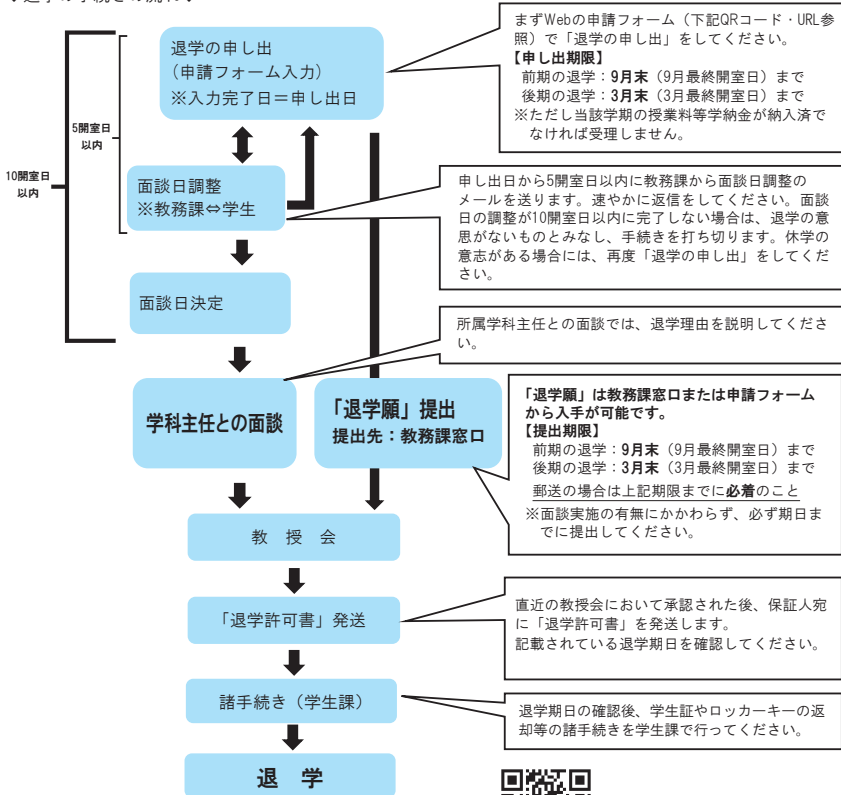 退学の申し出
(申請フォーム入力)
※入力完了日＝申し出日
まずWebの申請フォーム（下記QRコード・URL参
照）で「退学の申し出」をしてください。
【申し出期限】
前期の退学：9月末（9月最終開室日）まで
後期の退学：3月末（3月最終開室日）まで
※ただし当該学期の授業料等学納金が納入済で
なければ受理しません。
5開室日
以内
10開室日
以内
面談日調整
※教務課⇔学生
申し出日から5開室日以内に教務課から面談日調整の
メールを送ります。速やかに返信をしてください。面談
日の調整が10開室日以内に完了しない場合は、退学の意
思がないものとみなし、手続きを打ち切ります。休学の
意志がある場合には、再度「退学の申し出」をしてくだ
さい。
面談日決定
所属学科主任との面談では、退学理由を説明してくださ
い。
学科主任との面談
「退学願」提出
提出先：教務課窓口
「退学願」は教務課窓口または申請フォーム
から入手が可能です。
【提出期限】
前期の退学：9月末（9月最終開室日）まで
後期の退学：3月末（3月最終開室日）まで
郵送の場合は上記期限までに必着のこと
※面談実施の有無にかかわらず、必ず期日ま
でに提出してください。
教　授　会
「退学許可書」発送
直近の教授会において承認された後、保証人宛
に「退学許可書」を発送します。
記載されている退学期日を確認してください。
諸手続き（学生課）
退学期日の確認後、学生証やロッカーキーの返
却等の諸手続きを学生課で行ってください。
退　学